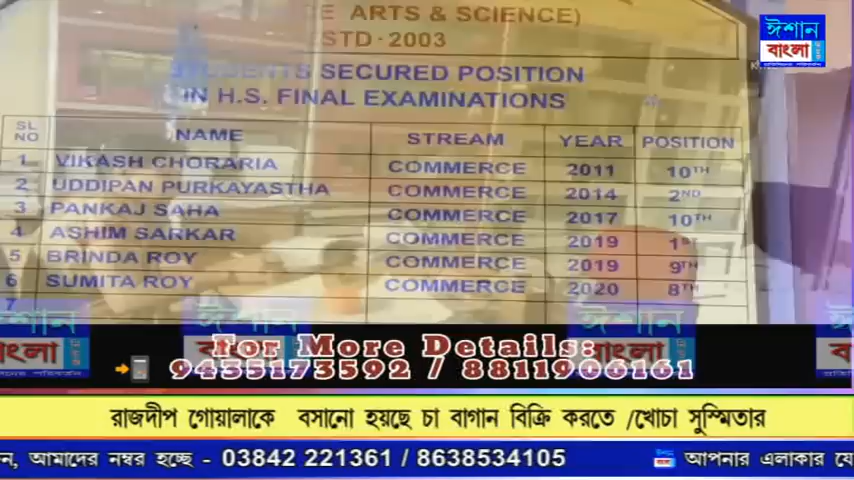 E ARTS & SCIENCE)
STD-2003
STUDENTS SECURED POSITION
IN H.S. FINAL EXAMINATIONS
SL NO NAME STREAM YEAR POSITION
1 VIKASH CHORARIA COMMERCE 2011 10TH
2 UDDIPAN PURKAYASTHA COMMERCE 2014 2ND
3 PANKAJ SAHA COMMERCE 2017 10TH
4 ASHIM SARKAR COMMERCE 2019 1ST
5 BRINDA ROY COMMERCE 2019 9TH
6 SUMITA ROY COMMERCE 2020 8TH
7
ঈশান
বাংলা
For More Details:
9435173592 / 8811906161
রাজদীপ গোয়ালাকে বসানো হয়ছে চা বাগান বিক্রি করতে /খোচা সুস্মিতার
ন, আমাদের নম্বর হচ্ছে - 03842 221361 / 8638534105
আপনার এলাকার যে